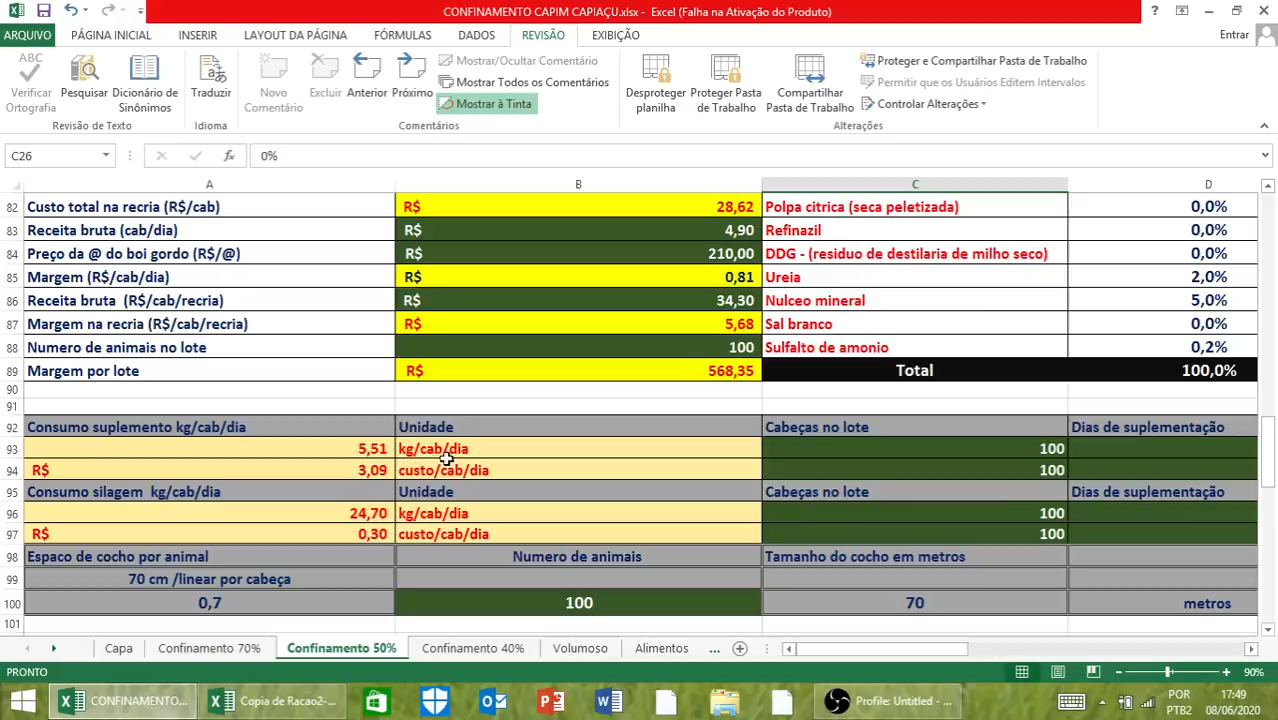 CONFINAMENTO CAPIM CAPIAÇU.xlsx - Excel (Falha na Ativação do Produto)
ARQUIVO PÁGINA INICIAL INSERIR LAYOUT DA PÁGINA FÓRMULAS DADOS REVISÃO EXIBIÇÃO Entrar
ABC
Verificar Ortografia
Pesquisar
Dicionário de Sinônimos
Traduzir
Novo Comentário
Excluir
Anterior
Próximo
Mostrar/Ocultar Comentário
Mostrar Todos os Comentários
Mostrar à Tinta
Desproteger planilha
Proteger Pasta de Trabalho
Compartilhar Pasta de Trabalho
Proteger e Compartilhar Pasta de Trabalho
Permitir que os Usuários Editem Intervalos
Controlar Alterações
Revisão de Texto Idioma Comentários Alterações
C26 fx 0%
A B C D
82 Custo total na recria (R$/cab) R$ 28,62 Polpa citrica (seca peletizada) 0,0%
83 Receita bruta (cab/dia) R$ 4,90 Refinazil 0,0%
84 Preço da @ do boi gordo (R$/@) R$ 210,00 DDG - (residuo de destilaria de milho seco) 0,0%
85 Margem (R$/cab/dia) R$ 0,81 Ureia 2,0%
86 Receita bruta (R$/cab/recria) R$ 34,30 Nulceo mineral 5,0%
87 Margem na recria (R$/cab/recria) R$ 5,68 Sal branco 0,0%
88 Numero de animais no lote 100 Sulfalto de amonio 0,2%
89 Margem por lote R$ 568,35 Total 100,0%
90
91
92 Consumo suplemento kg/cab/dia Unidade Cabeças no lote Dias de suplementação
93 5,51 kg/cab/dia 100
94 R$ 3,09 custo/cab/dia 100
95 Consumo silagem kg/cab/dia Unidade Cabeças no lote Dias de suplementação
96 24,70 kg/cab/dia 100
97 R$ 0,30 custo/cab/dia 100
98 Espaco de cocho por animal Numero de animais Tamanho do cocho em metros
99 70 cm /linear por cabeça
100 0,7 100 70 metros
101
Capa Confinamento 70% Confinamento 50% Confinamento 40% Volumoso Alimentos ...
PRONTO 90%
CONFINAMENTO... Copia de Racao2-... Profile: Untitled - ... POR 17:49
PTB2 08/06/2020